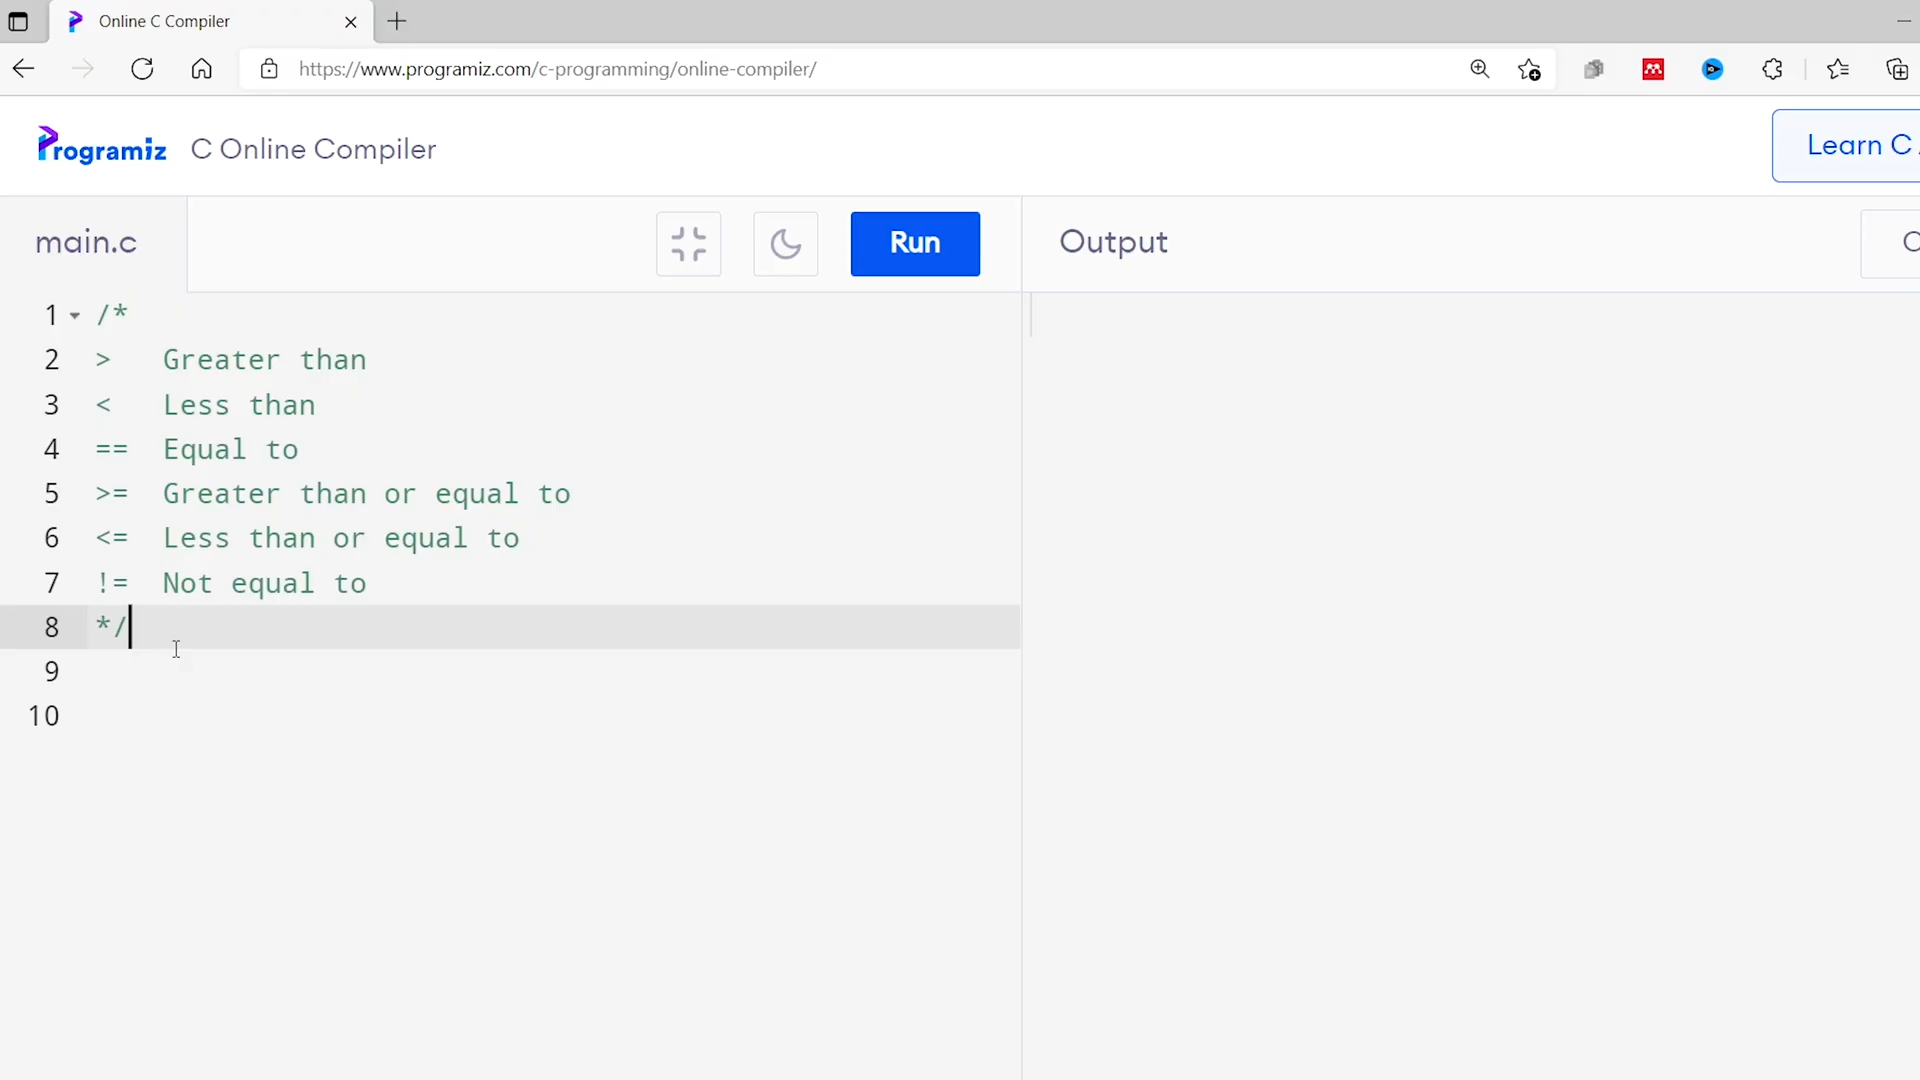 Online C Compiler
https://www.programiz.com/c-programming/online-compiler/
Programiz C Online Compiler
Learn C
main.c
Run
Output
1 /*
2 >   Greater than
3 <   Less than
4 ==  Equal to
5 >=  Greater than or equal to
6 <=  Less than or equal to
7 !=  Not equal to
8 */
9
10